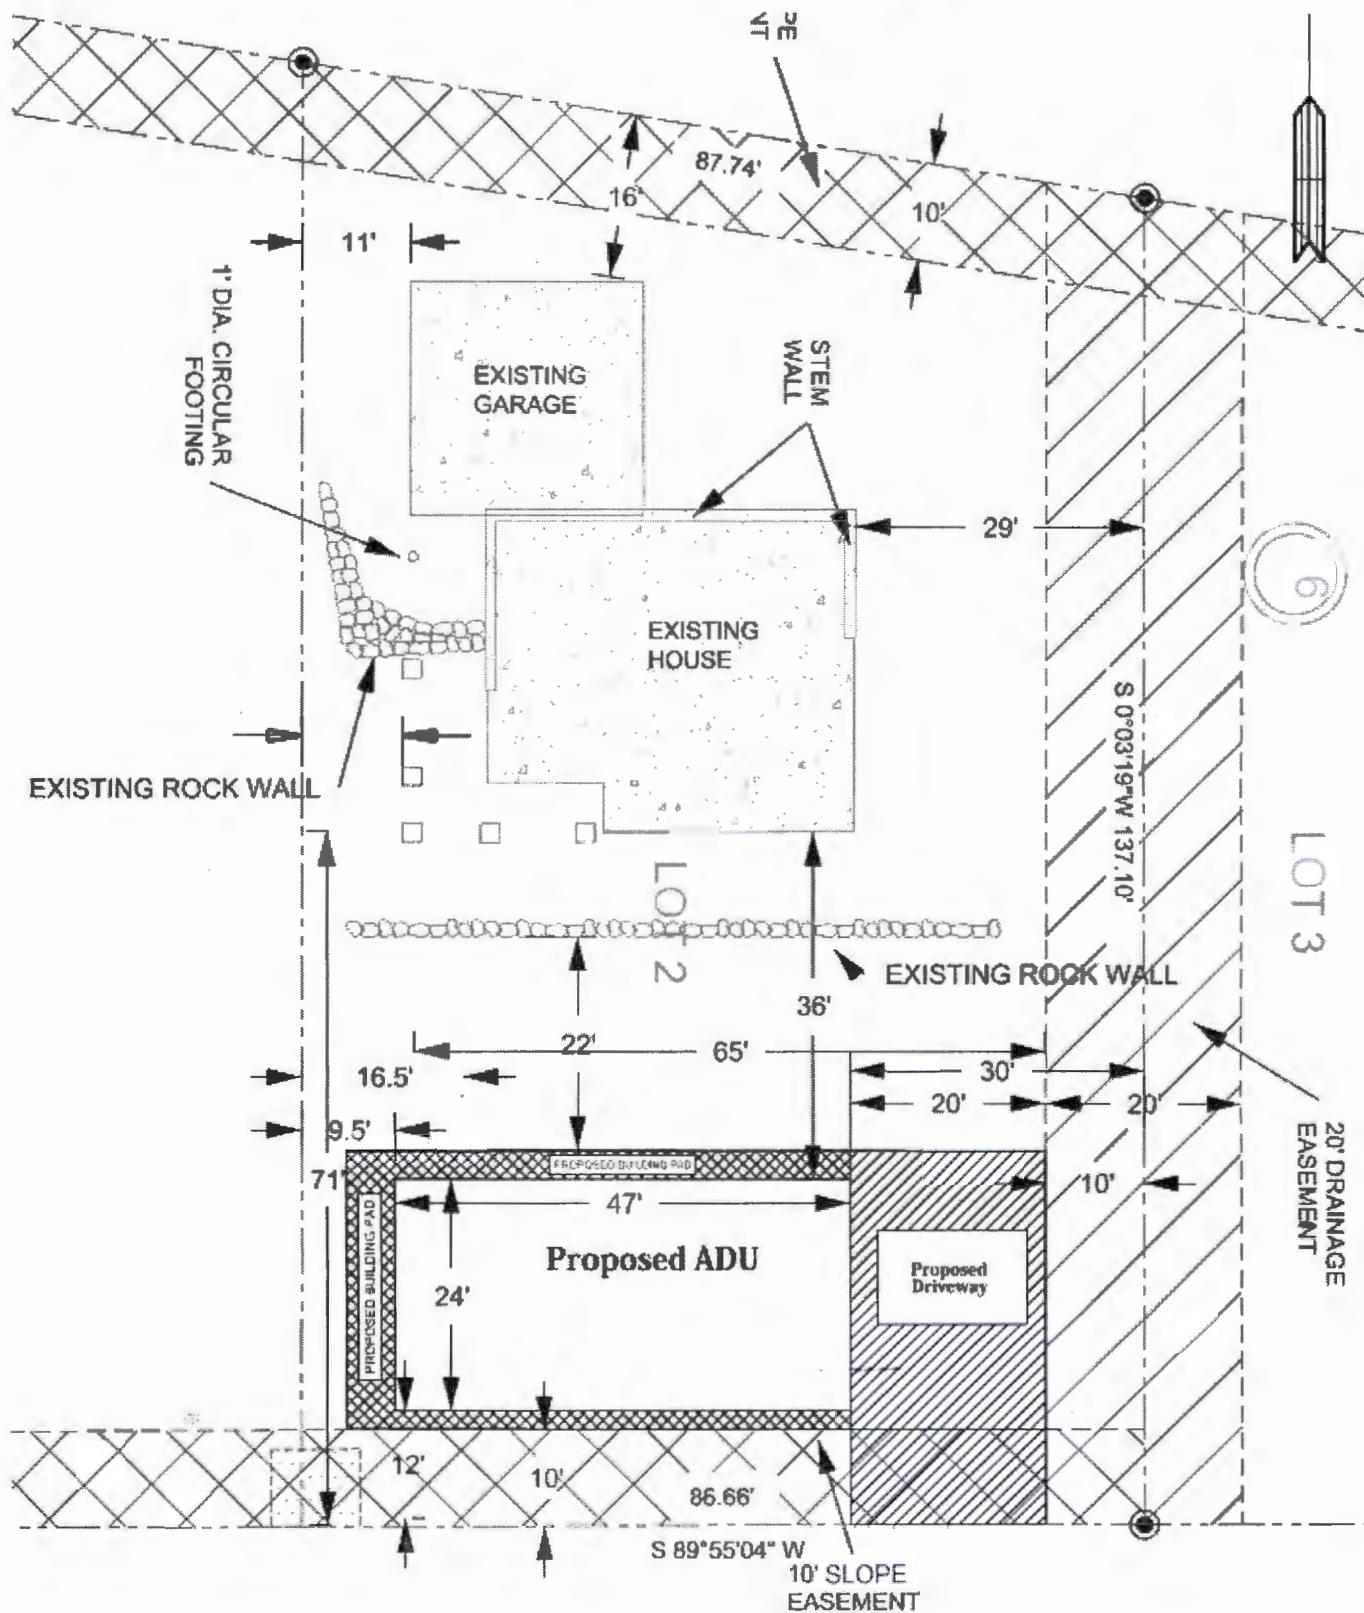 PE
NT
87.74'
16'
10'
11'
1' DIA. CIRCULAR
FOOTING
EXISTING
GARAGE
STEM
WALL
29'
6
EXISTING
HOUSE
S 0°03'19"W 137.10'
EXISTING ROCK WALL
LOT 3
LOT 2
EXISTING ROCK WALL
36'
22'
65'
30'
16.5'
20'
20'
9.5'
20' DRAINAGE
EASEMENT
PROPOSED BUILDING PAD
71'
10'
47'
PROPOSED BUILDING PAD
Proposed ADU
Proposed
Driveway
24'
12'
10'
86.66'
S 89°55'04" W
10' SLOPE
EASEMENT